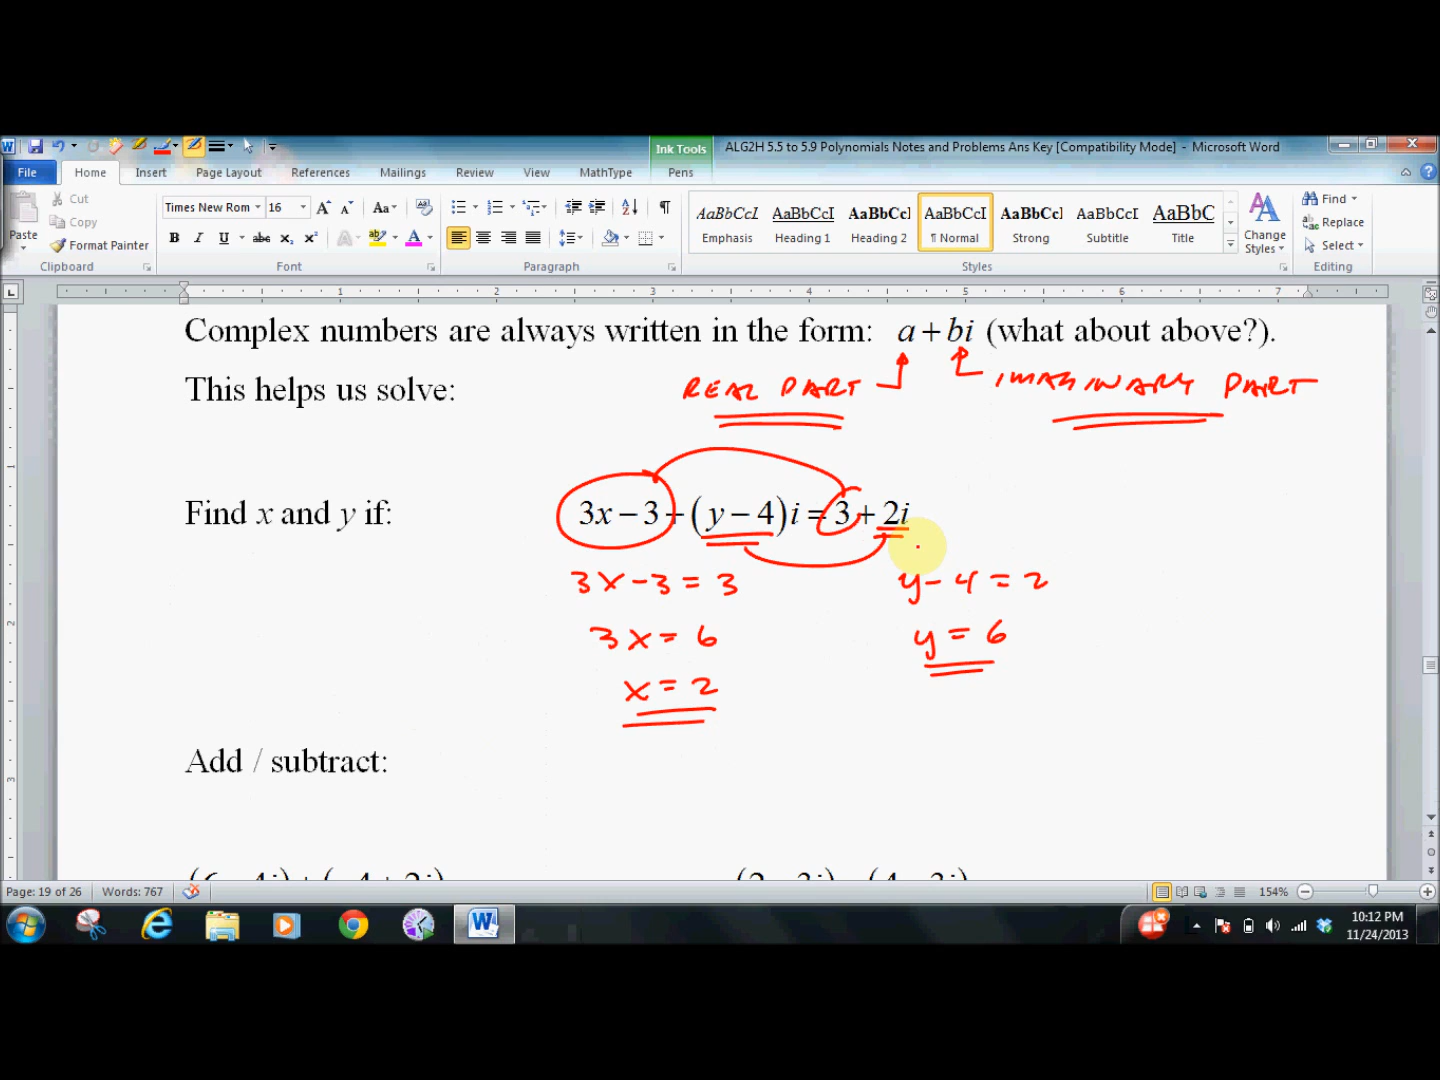 Ink Tools
ALG2H 5.5 to 5.9 Polynomials Notes and Problems Ans Key [Compatibility Mode] - Microsoft Word
File Home Insert Page Layout References Mailings Review View MathType Pens
Paste
Cut
Copy
Format Painter
Clipboard
Times New Rom 16
Font
Paragraph
AaBbCcI AaBbCcI AaBbCcI AaBbCcI AaBbCcI AaBbCcI AaBbC
Emphasis Heading 1 Heading 2 ¶ Normal Strong Subtitle Title
Styles
Change Styles
Find
Replace
Select
Editing
Complex numbers are always written in the form: a + bi (what about above?).
This helps us solve:
REAL PART
IMAGINARY PART
Find x and y if: 3x − 3 + (y − 4)i = 3 + 2i
3x − 3 = 3
y − 4 = 2
3x = 6
y = 6
x = 2
Add / subtract:
Page: 19 of 26 Words: 767
154%
10:12 PM
11/24/2013